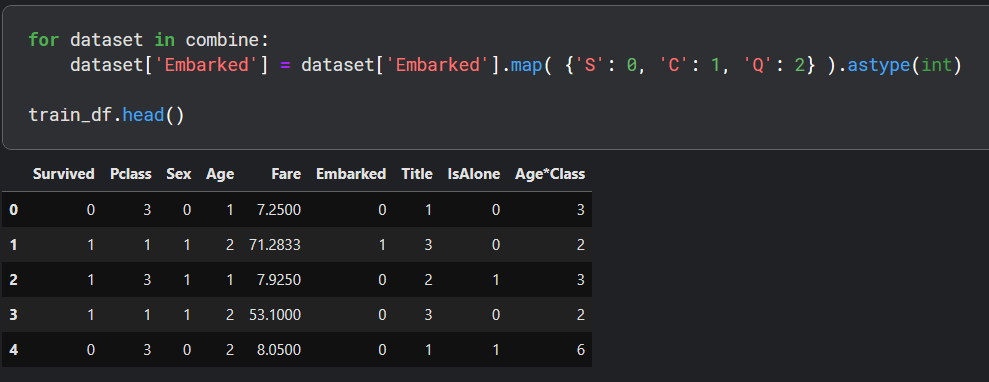 for dataset in combine:
    dataset['Embarked'] = dataset['Embarked'].map( {'S': 0, 'C': 1, 'Q': 2} ).astype(int)
train_df.head()
Survived Pclass Sex Age Fare Embarked Title IsAlone Age*Class
0 0 3 0 1 7.2500 0 1 0 3
1 1 1 1 2 71.2833 1 3 0 2
2 1 3 1 1 7.9250 0 2 1 3
3 1 1 1 2 53.1000 0 3 0 2
4 0 3 0 2 8.0500 0 1 1 6